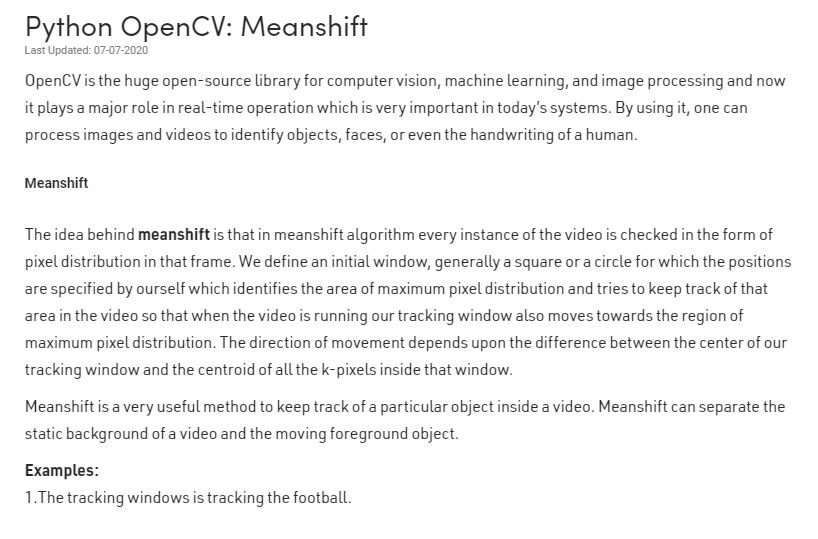 Python OpenCV: Meanshift
Last Updated: 07-07-2020
OpenCV is the huge open-source library for computer vision, machine learning, and image processing and now
it plays a major role in real-time operation which is very important in today’s systems. By using it, one can
process images and videos to identify objects, faces, or even the handwriting of a human.
Meanshift
The idea behind meanshift is that in meanshift algorithm every instance of the video is checked in the form of
pixel distribution in that frame. We define an initial window, generally a square or a circle for which the positions
are specified by ourself which identifies the area of maximum pixel distribution and tries to keep track of that
area in the video so that when the video is running our tracking window also moves towards the region of
maximum pixel distribution. The direction of movement depends upon the difference between the center of our
tracking window and the centroid of all the k-pixels inside that window.
Meanshift is a very useful method to keep track of a particular object inside a video. Meanshift can separate the
static background of a video and the moving foreground object.
Examples:
1.The tracking windows is tracking the football.